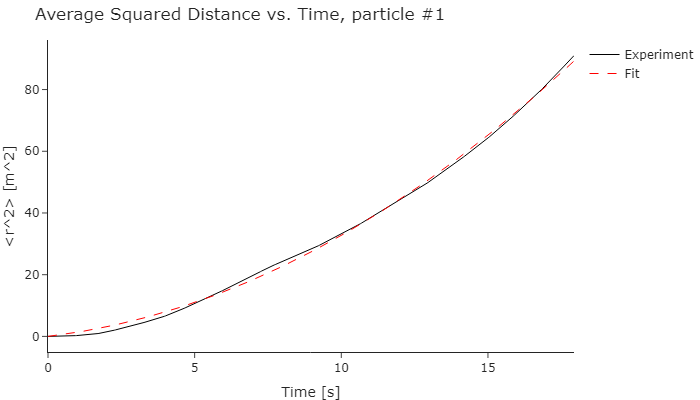 Average Squared Distance vs. Time, particle #1
Experiment
Fit
<r^2> [m^2]
80
60
40
20
0
0 5 10 15
Time [s]